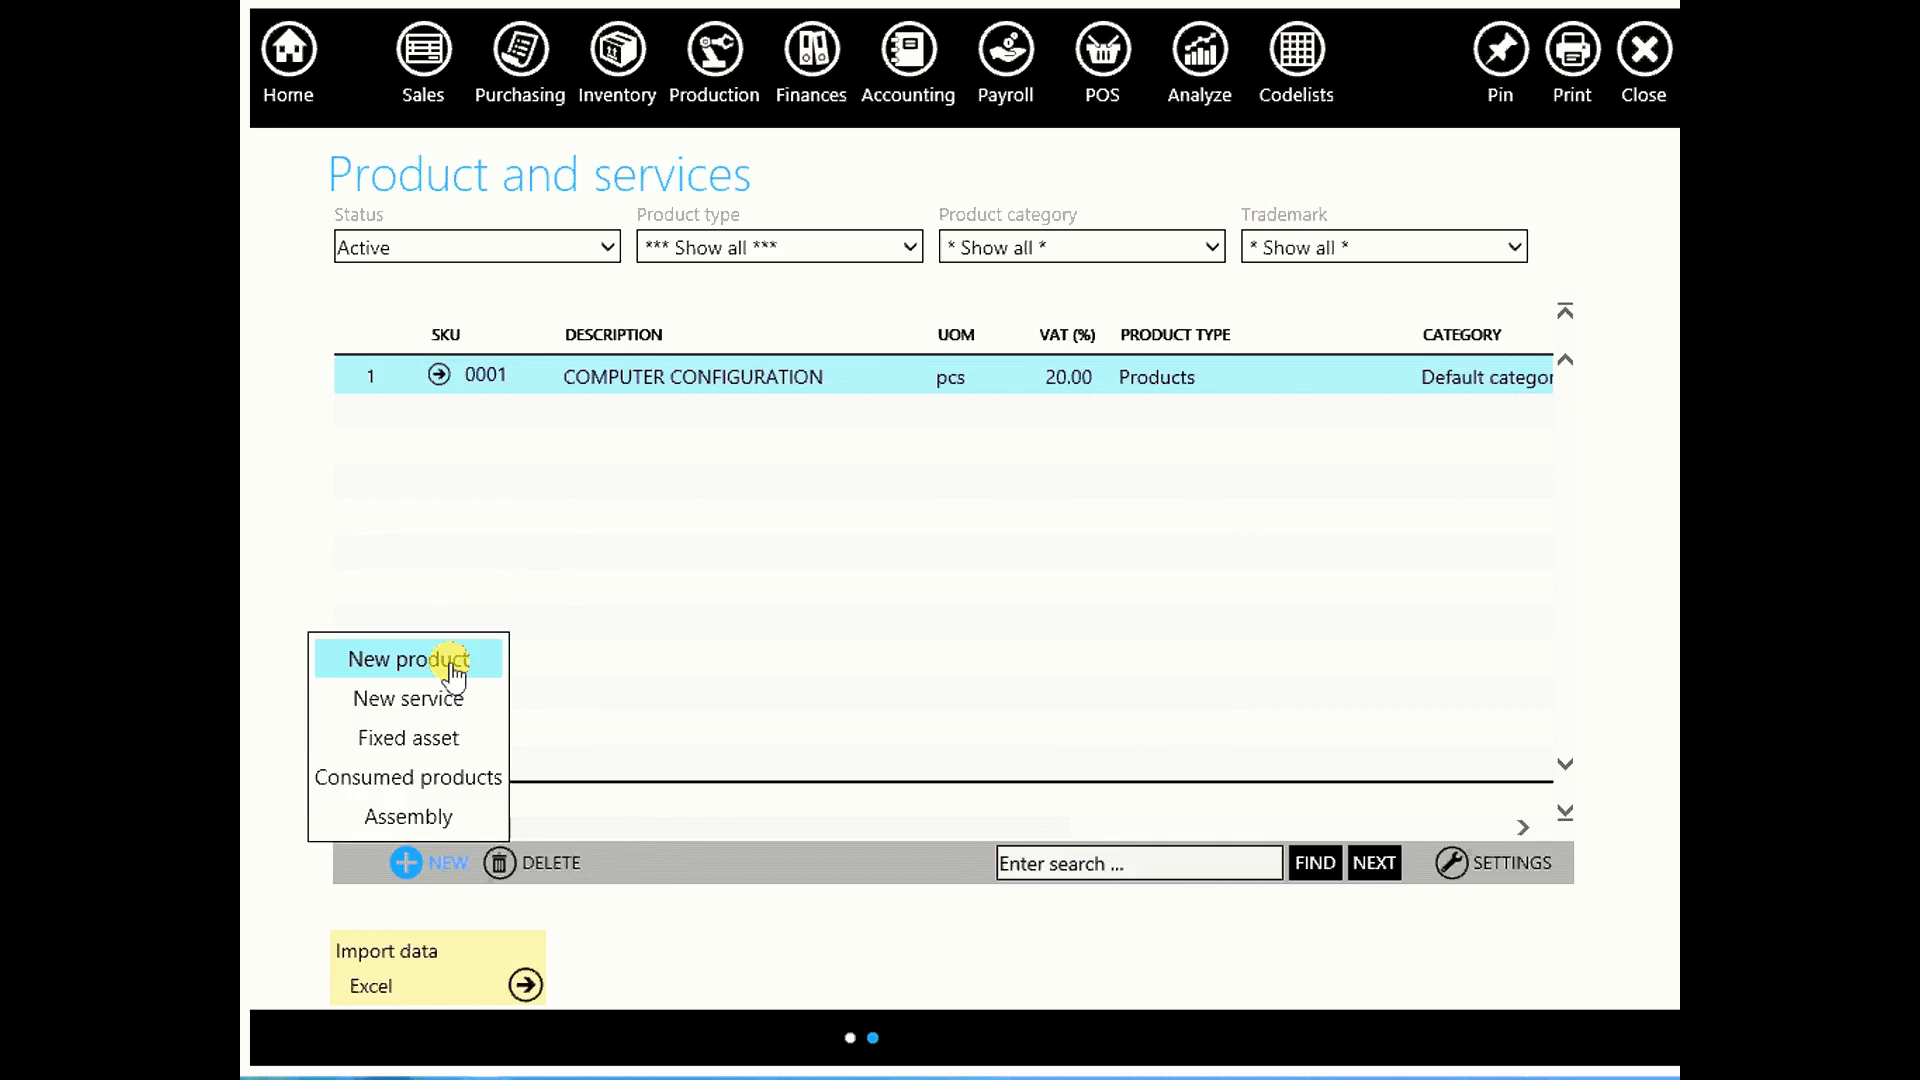 Home Sales Purchasing Inventory Production Finances Accounting Payroll POS Analyze Codelists Pin Print Close
Product and services
Status Product type Product category Trademark
Active *** Show all *** * Show all * * Show all *
SKU DESCRIPTION UOM VAT (%) PRODUCT TYPE CATEGORY
1 0001 COMPUTER CONFIGURATION pcs 20.00 Products Default categor
New product
New service
Fixed asset
Consumed products
Assembly
NEW DELETE Enter search ... FIND NEXT SETTINGS
Import data
Excel